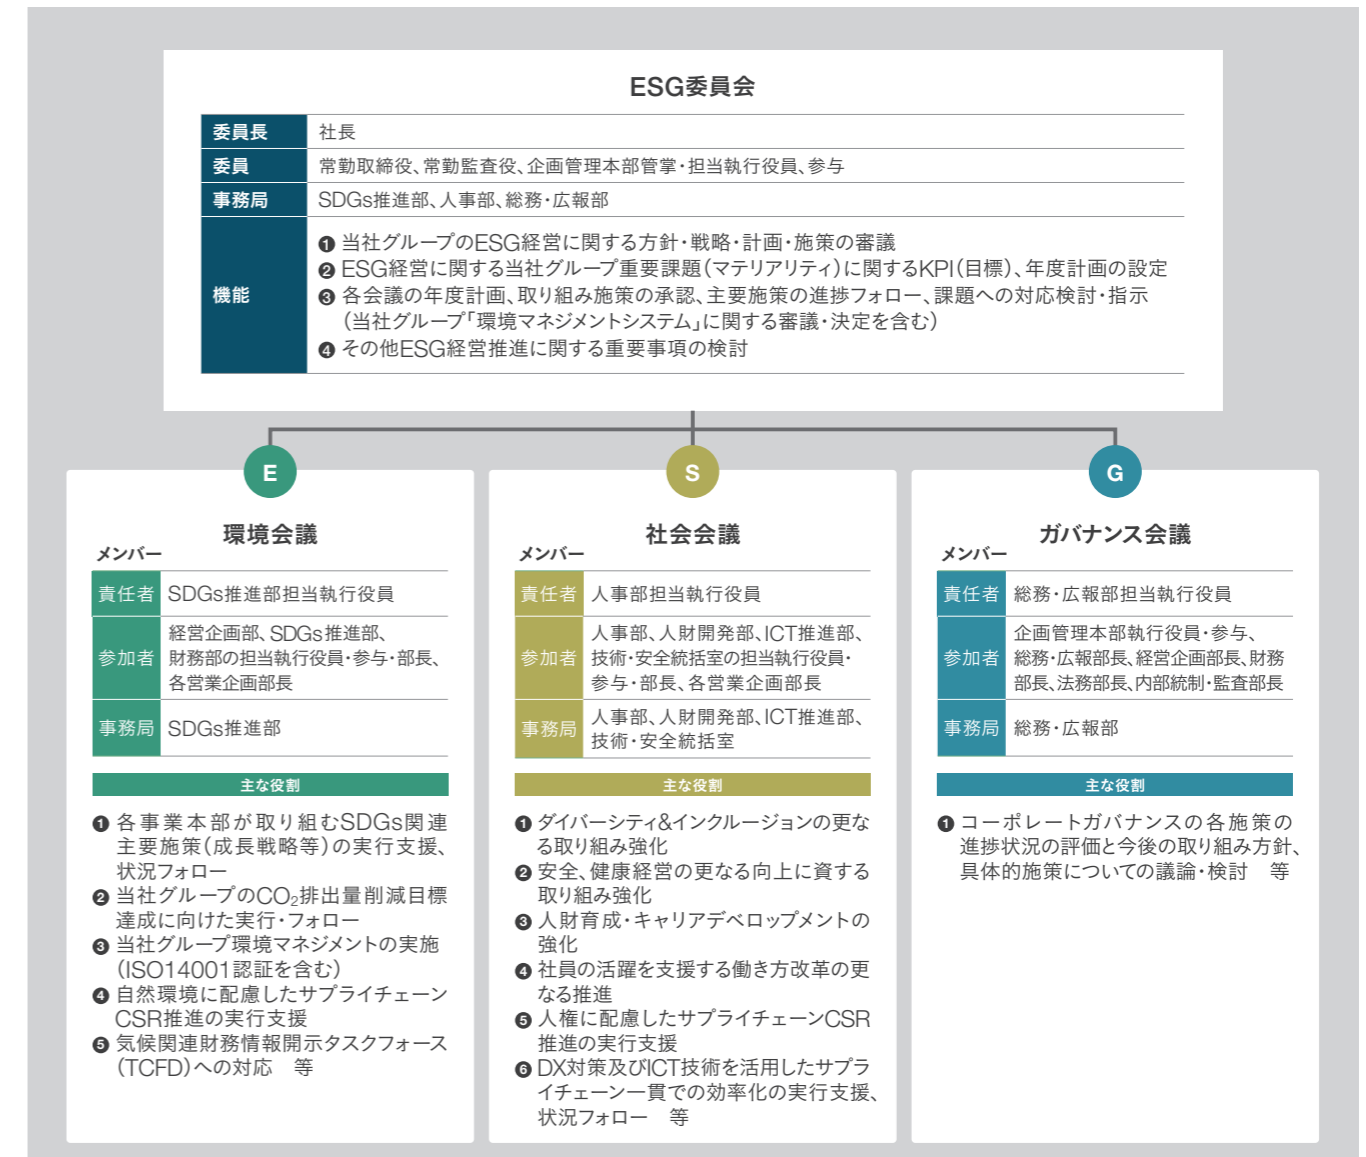 ESG委員会
委員長 社長
委員 常勤取締役、常勤監査役、企画管理本部管掌・担当執行役員、参与
事務局 SDGs推進部、人事部、総務・広報部
機能
❶ 当社グループのESG経営に関する方針・戦略・計画・施策の審議
❷ ESG経営に関する当社グループ重要課題(マテリアリティ)に関するKPI(目標)、年度計画の設定
❸ 各会議の年度計画、取り組み施策の承認、主要施策の進捗フォロー、課題への対応検討・指示
(当社グループ「環境マネジメントシステム」に関する審議・決定を含む)
❹ その他ESG経営推進に関する重要事項の検討
E
環境会議
メンバー
責任者 SDGs推進部担当執行役員
参加者
経営企画部、SDGs推進部、
財務部の担当執行役員・参与・部長、
各営業企画部長
事務局 SDGs推進部
主な役割
❶ 各事業本部が取り組むSDGs関連
主要施策(成長戦略等)の実行支援、
状況フォロー
❷ 当社グループのCO₂排出量削減目標
達成に向けた実行・フォロー
❸ 当社グループ環境マネジメントの実施
(ISO14001認証を含む)
❹ 自然環境に配慮したサプライチェーン
CSR推進の実行支援
❺ 気候関連財務情報開示タスクフォース
(TCFD)への対応　等
S
社会会議
メンバー
責任者 人事部担当執行役員
参加者
人事部、人財開発部、ICT推進部、
技術・安全統括室の担当執行役員・
参与・部長、各営業企画部長
事務局
人事部、人財開発部、ICT推進部、
技術・安全統括室
主な役割
❶ ダイバーシティ&インクルージョンの更な
る取り組み強化
❷ 安全、健康経営の更なる向上に資する
取り組み強化
❸ 人財育成・キャリアデベロップメントの
強化
❹ 社員の活躍を支援する働き方改革の更
なる推進
❺ 人権に配慮したサプライチェーンCSR
推進の実行支援
❻ DX対策及びICT技術を活用したサプラ
イチェーン一貫での効率化の実行支援、
状況フォロー　等
G
ガバナンス会議
メンバー
責任者 総務・広報部担当執行役員
参加者
企画管理本部執行役員・参与、
総務・広報部長、経営企画部長、財務
部長、法務部長、内部統制・監査部長
事務局 総務・広報部
主な役割
❶ コーポレートガバナンスの各施策の
進捗状況の評価と今後の取り組み方針、
具体的施策についての議論・検討　等